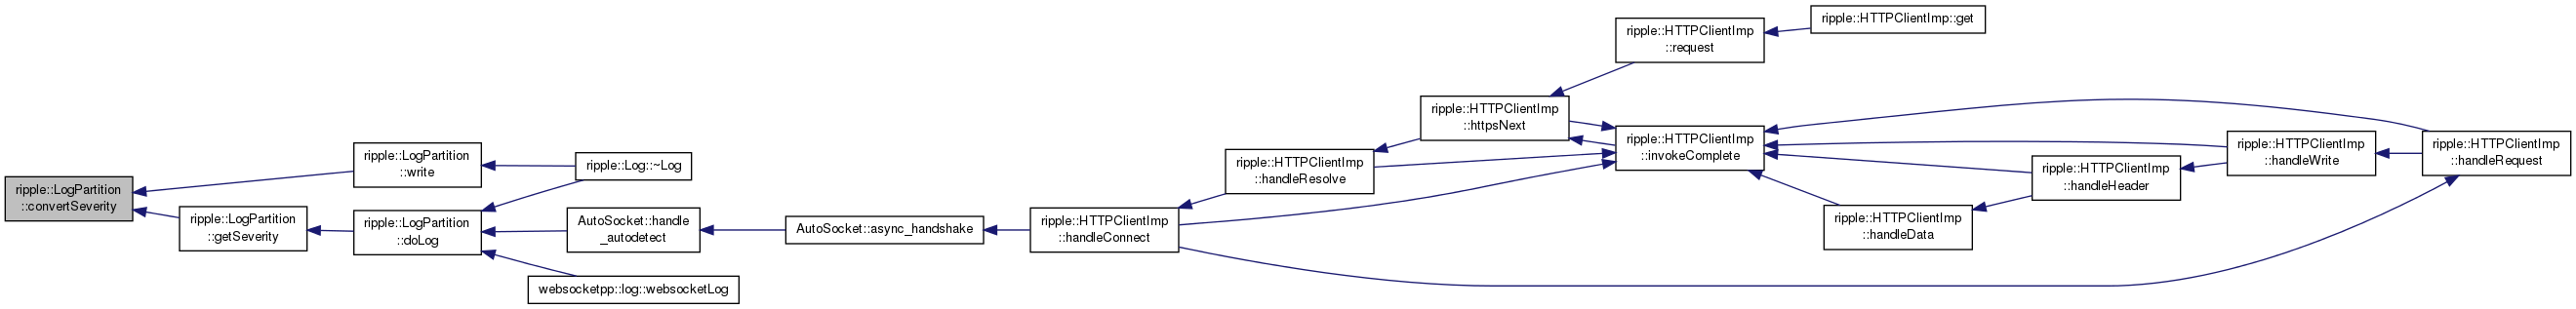 ripple::LogPartition
::convertSeverity
ripple::LogPartition
::write
ripple::LogPartition
::getSeverity
ripple::Log::~Log
ripple::LogPartition
::doLog
AutoSocket::handle
_autodetect
websocketpp::log::websocketLog
AutoSocket::async_handshake
ripple::HTTPClientImp
::handleConnect
ripple::HTTPClientImp
::handleResolve
ripple::HTTPClientImp
::httpsNext
ripple::HTTPClientImp
::request
ripple::HTTPClientImp::get
ripple::HTTPClientImp
::invokeComplete
ripple::HTTPClientImp
::handleData
ripple::HTTPClientImp
::handleHeader
ripple::HTTPClientImp
::handleWrite
ripple::HTTPClientImp
::handleRequest